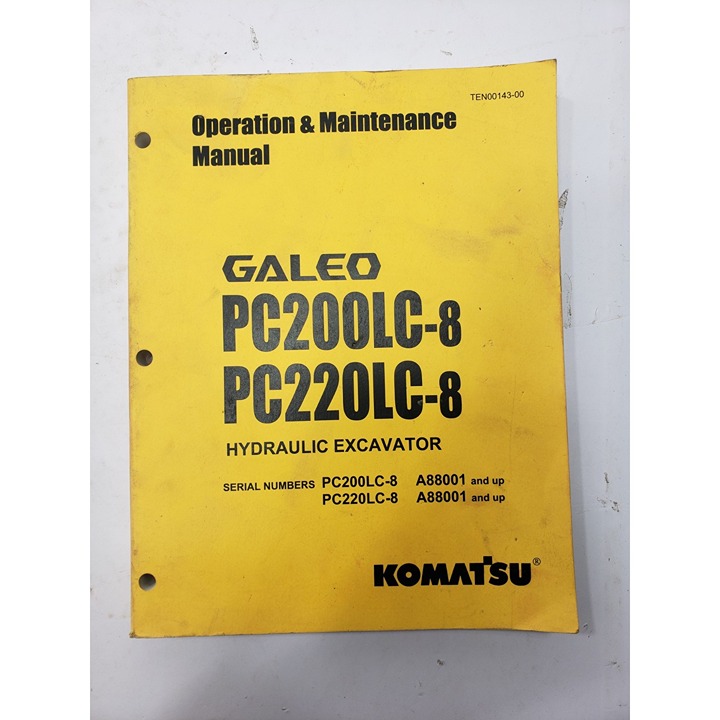 TEN00143-00
Operation & Maintenance
Manual
GALEO
PC200LC-8
PC220LC-8
HYDRAULIC EXCAVATOR
SERIAL NUMBERS PC200LC-8 A88001 and up
PC220LC-8 A88001 and up
KOMATSU®